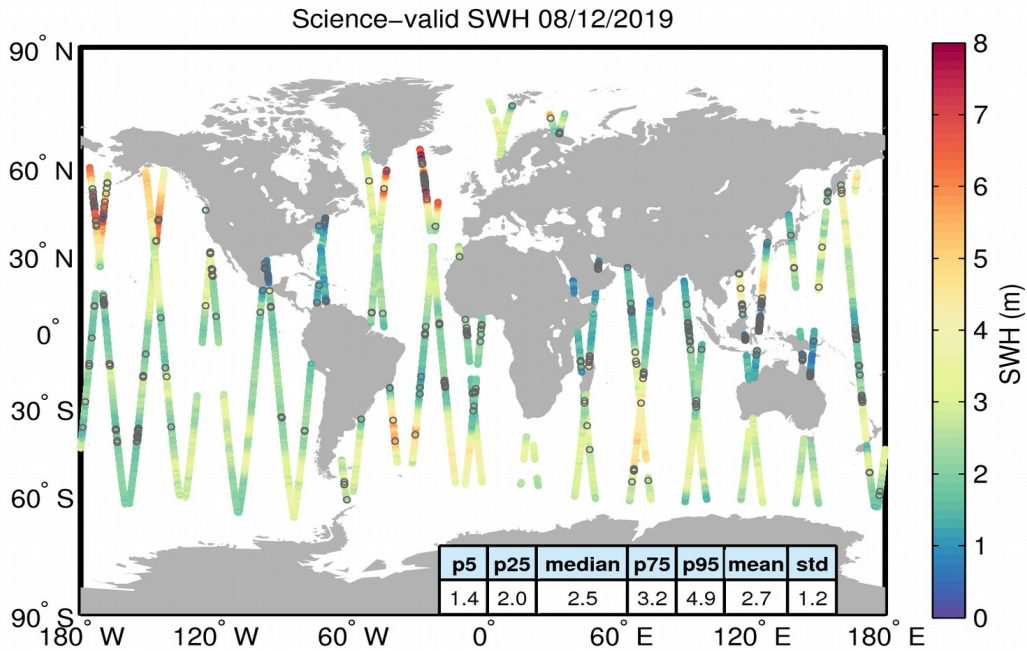 Science−valid SWH 08/12/2019
90° N
60° N
30° N
0°
30° S
60° S
90° S
180° W
120° W
60° W
0°
60° E
120° E
180° E
p5 p25 median p75 p95 mean std
1.4 2.0 2.5 3.2 4.9 2.7 1.2
8
7
6
5
4
3
2
1
0
SWH (m)